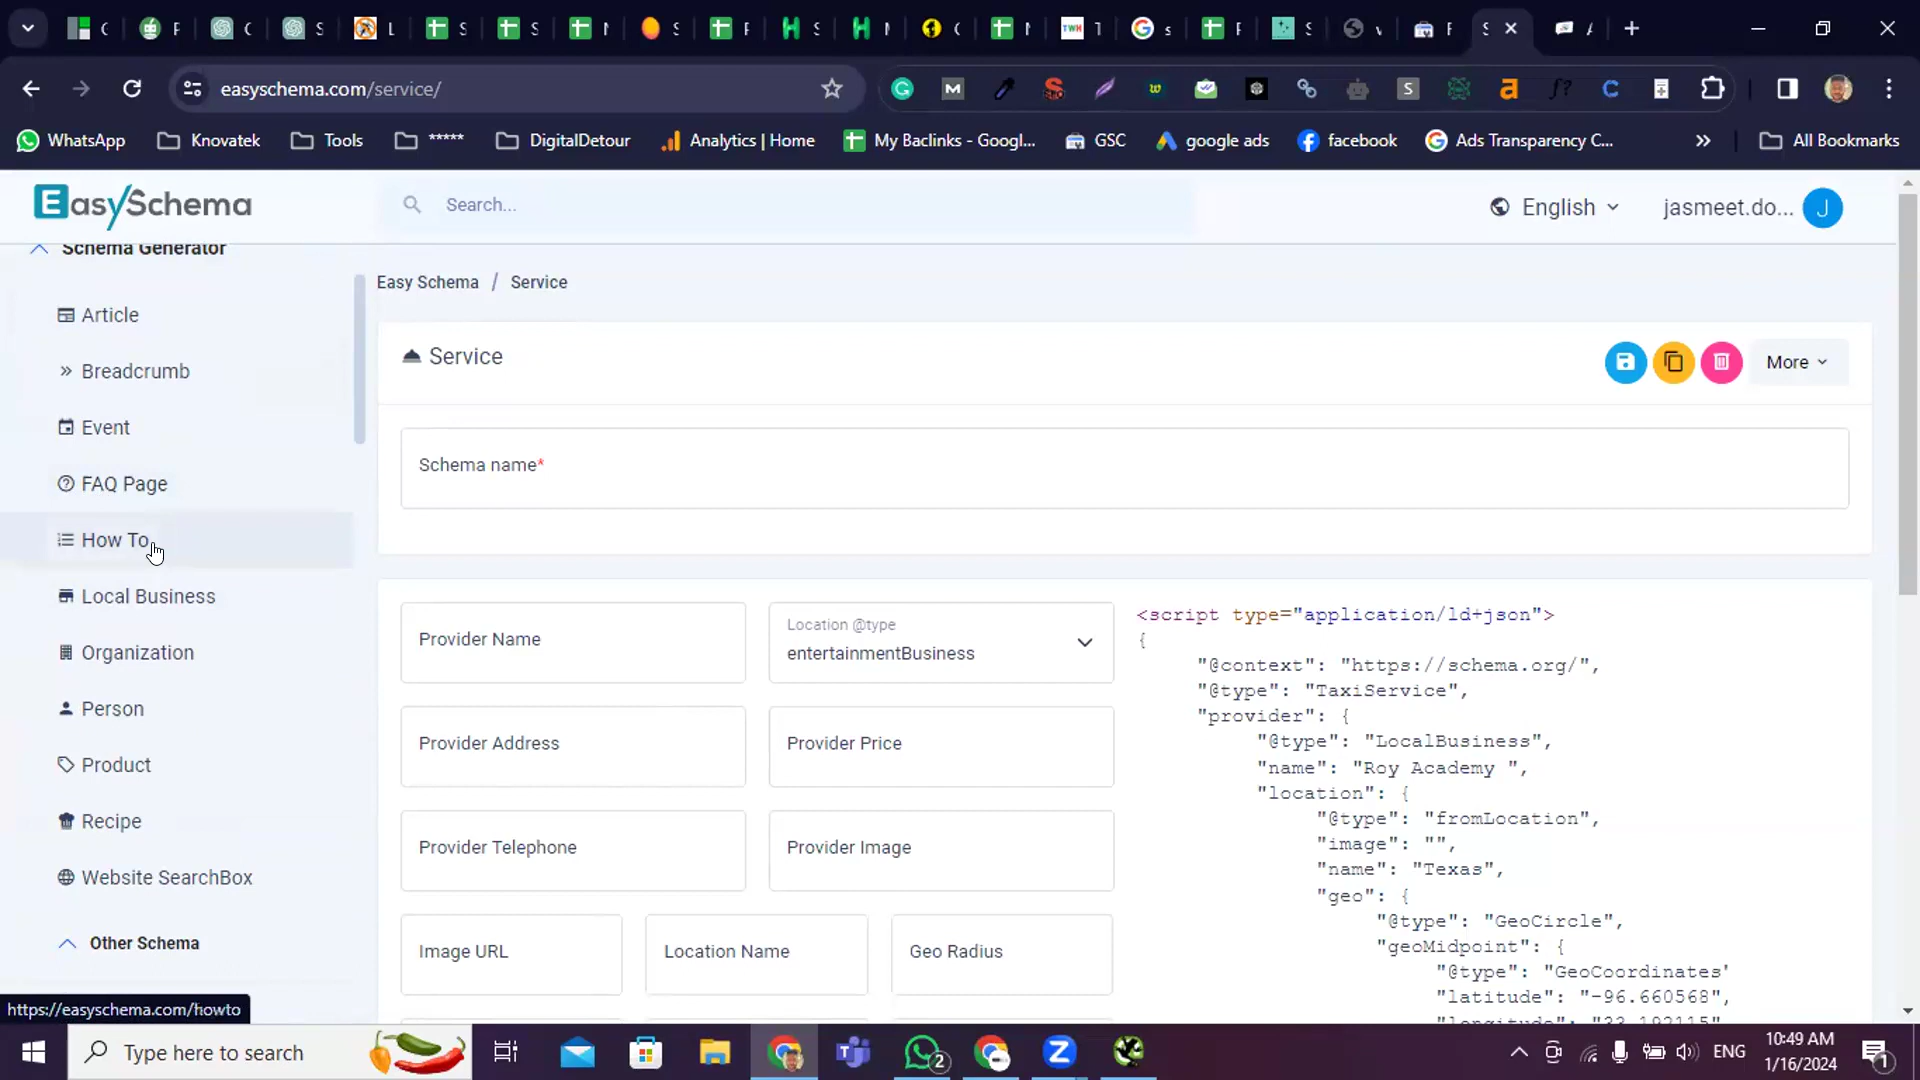 easyschema.com/service/
WhatsApp
Knovatek
Tools
*****
DigitalDetour
Analytics | Home
My Baclinks - Googl...
GSC
google ads
facebook
Ads Transparency C...
»
All Bookmarks
EasySchema
Search...
English
jasmeet.do...
J
Schema Generator
Easy Schema / Service
Article
Breadcrumb
Event
FAQ Page
How To
Local Business
Organization
Person
Product
Recipe
Website SearchBox
Other Schema
Service
More
Schema name*
Provider Name
Location @type
entertainmentBusiness
Provider Address
Provider Price
Provider Telephone
Provider Image
Image URL
Location Name
Geo Radius
<script type="application/ld+json">
{
"@context": "https://schema.org/",
"@type": "TaxiService",
"provider": {
"@type": "LocalBusiness",
"name": "Roy Academy ",
"location": {
"@type": "fromLocation",
"image": "",
"name": "Texas",
"geo": {
"@type": "GeoCircle",
"geoMidpoint": {
"@type": "GeoCoordinates"
"latitude": "-96.660568",
"longitude": "33.192115"
https://easyschema.com/howto
Type here to search
2
ENG
10:49 AM
1/16/2024
1